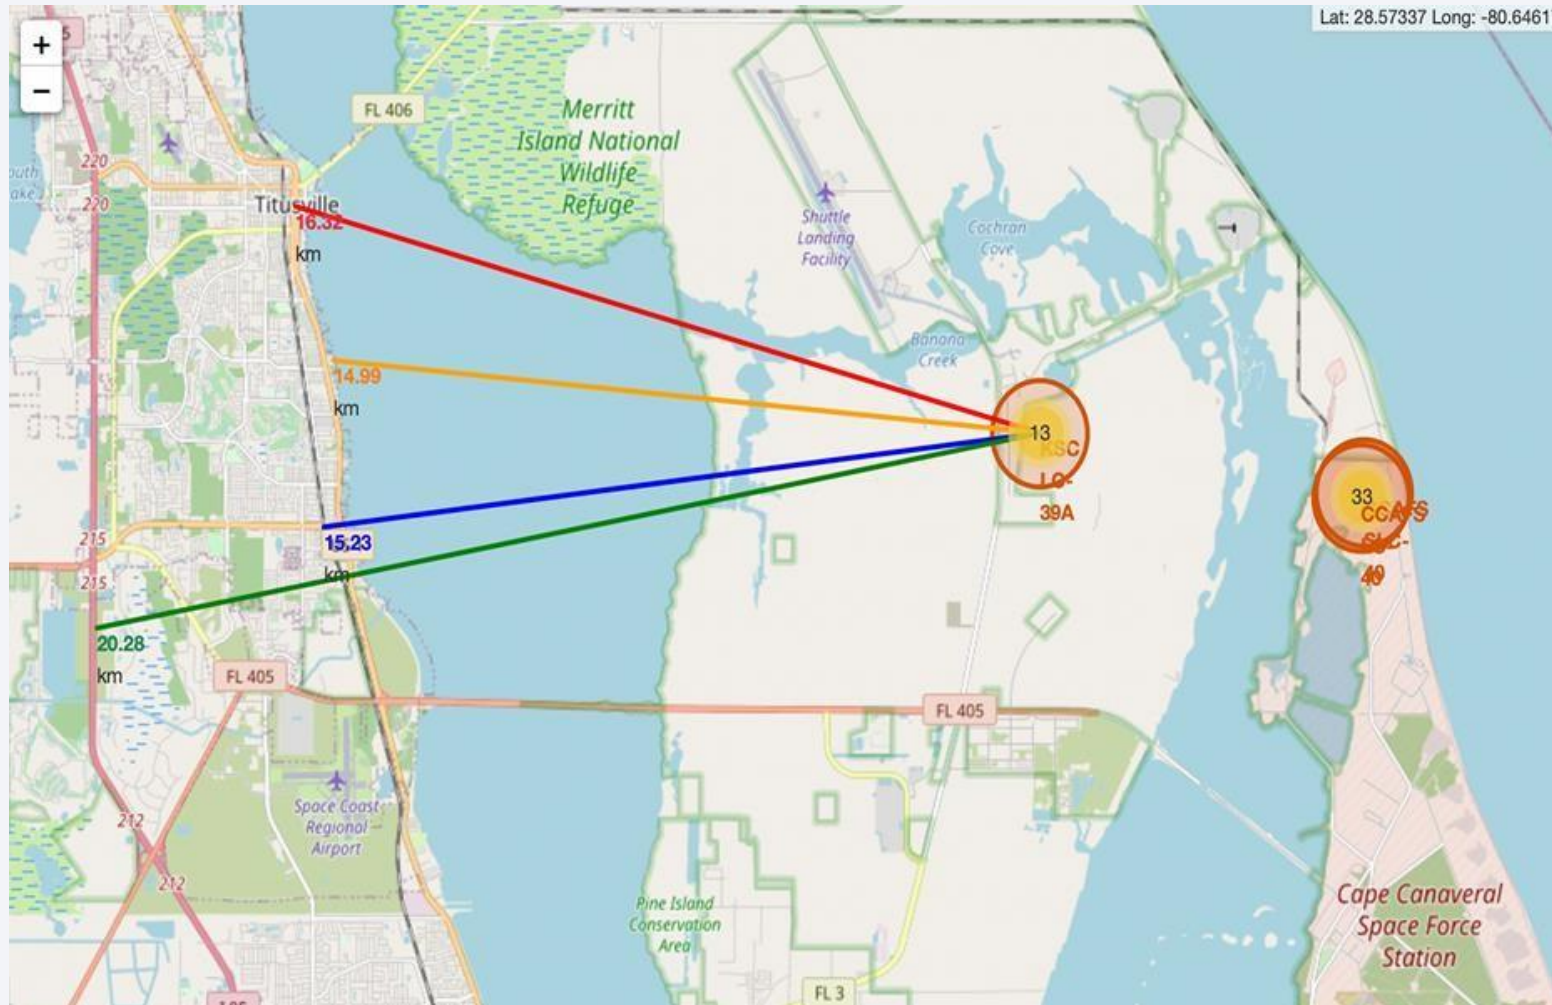 +
−
Lat: 28.57337 Long: -80.6461
FL 406
Merritt
Island National
Wildlife
Refuge
220
220
Titusville
16.32
km
Shuttle
Landing
Facility
Cochran
Cove
Banana
Creek
14.99
km
13
KSC
LC-
39A
33
CCAFS
SLC-
40
215
15.23
km
215
20.28
km
FL 405
FL 405
Space Coast
Regional
Airport
212
212
Pine Island
Conservation
Area
Cape Canaveral
Space Force
Station
FL 3